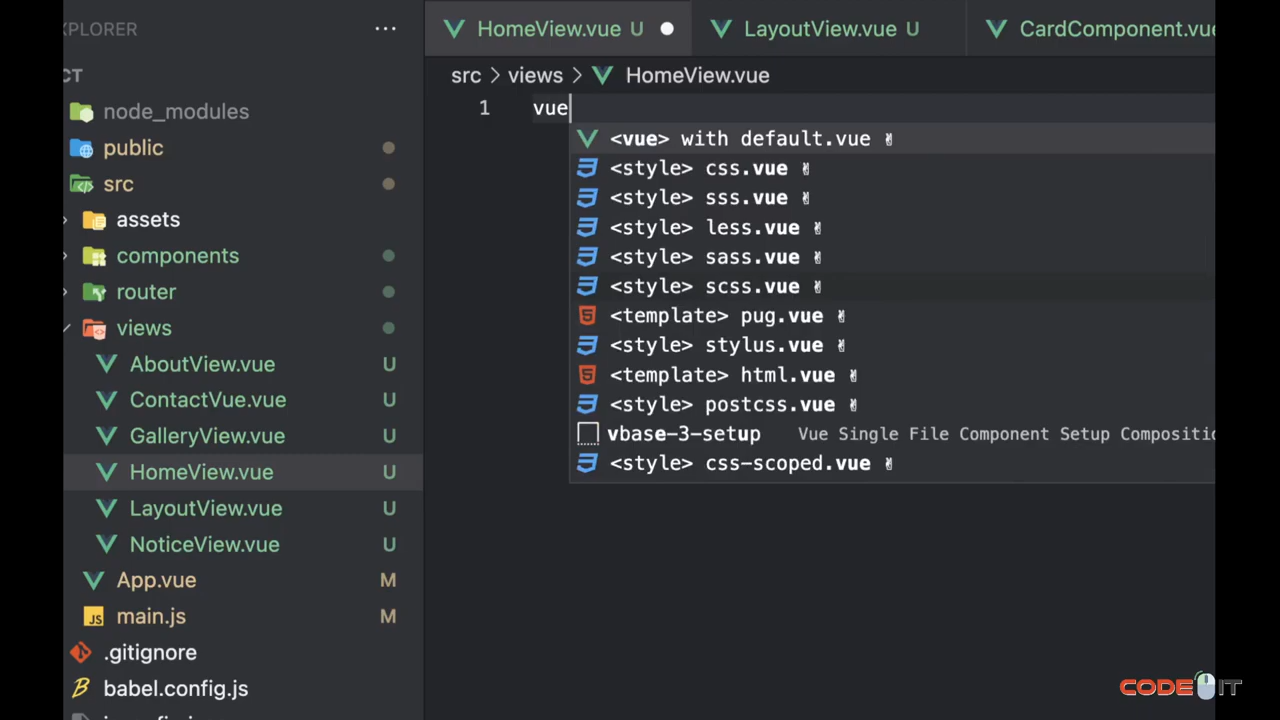 XPLORER
CT
node_modules
public
src
assets
components
router
views
AboutView.vue U
ContactVue.vue U
GalleryView.vue U
HomeView.vue U
LayoutView.vue U
NoticeView.vue U
App.vue M
main.js M
.gitignore
babel.config.js
HomeView.vue U
LayoutView.vue U
CardComponent.vue
src > views > HomeView.vue
1 vue
<vue> with default.vue ✌
<style> css.vue ✌
<style> sss.vue ✌
<style> less.vue ✌
<style> sass.vue ✌
<style> scss.vue ✌
<template> pug.vue ✌
<style> stylus.vue ✌
<template> html.vue ✌
<style> postcss.vue ✌
vbase-3-setup Vue Single File Component Setup Compositio
<style> css-scoped.vue ✌
CODE IT